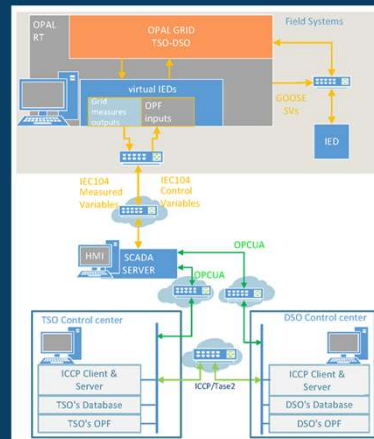 OPAL
RT
OPAL GRID
TSO-DSO
Field Systems
virtual IEDs
Grid
measures
outputs
OPF
inputs
GOOSE
SVs
IED
IEC104
Measured
Variables
IEC104
Control
Variables
HMI
SCADA
SERVER
OPCUA
OPCUA
TSO Control center
DSO Control center
ICCP Client &
Server
TSO's Database
TSO's OPF
ICCP/Tase2
ICCP Client &
Server
DSO's Database
DSO's OPF